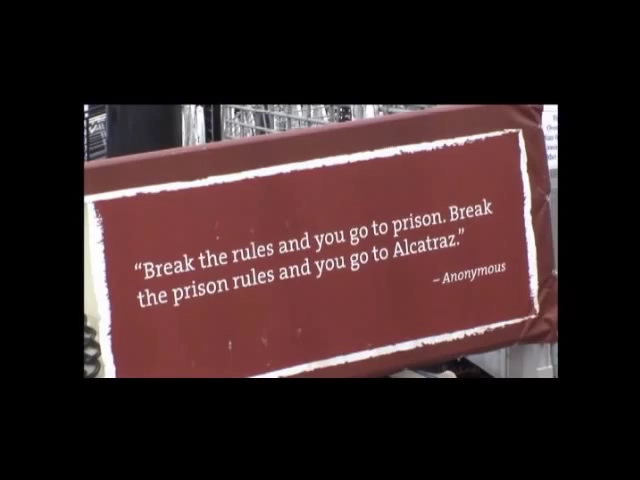 “Break the rules and you go to prison. Break
the prison rules and you go to Alcatraz.”
– Anonymous